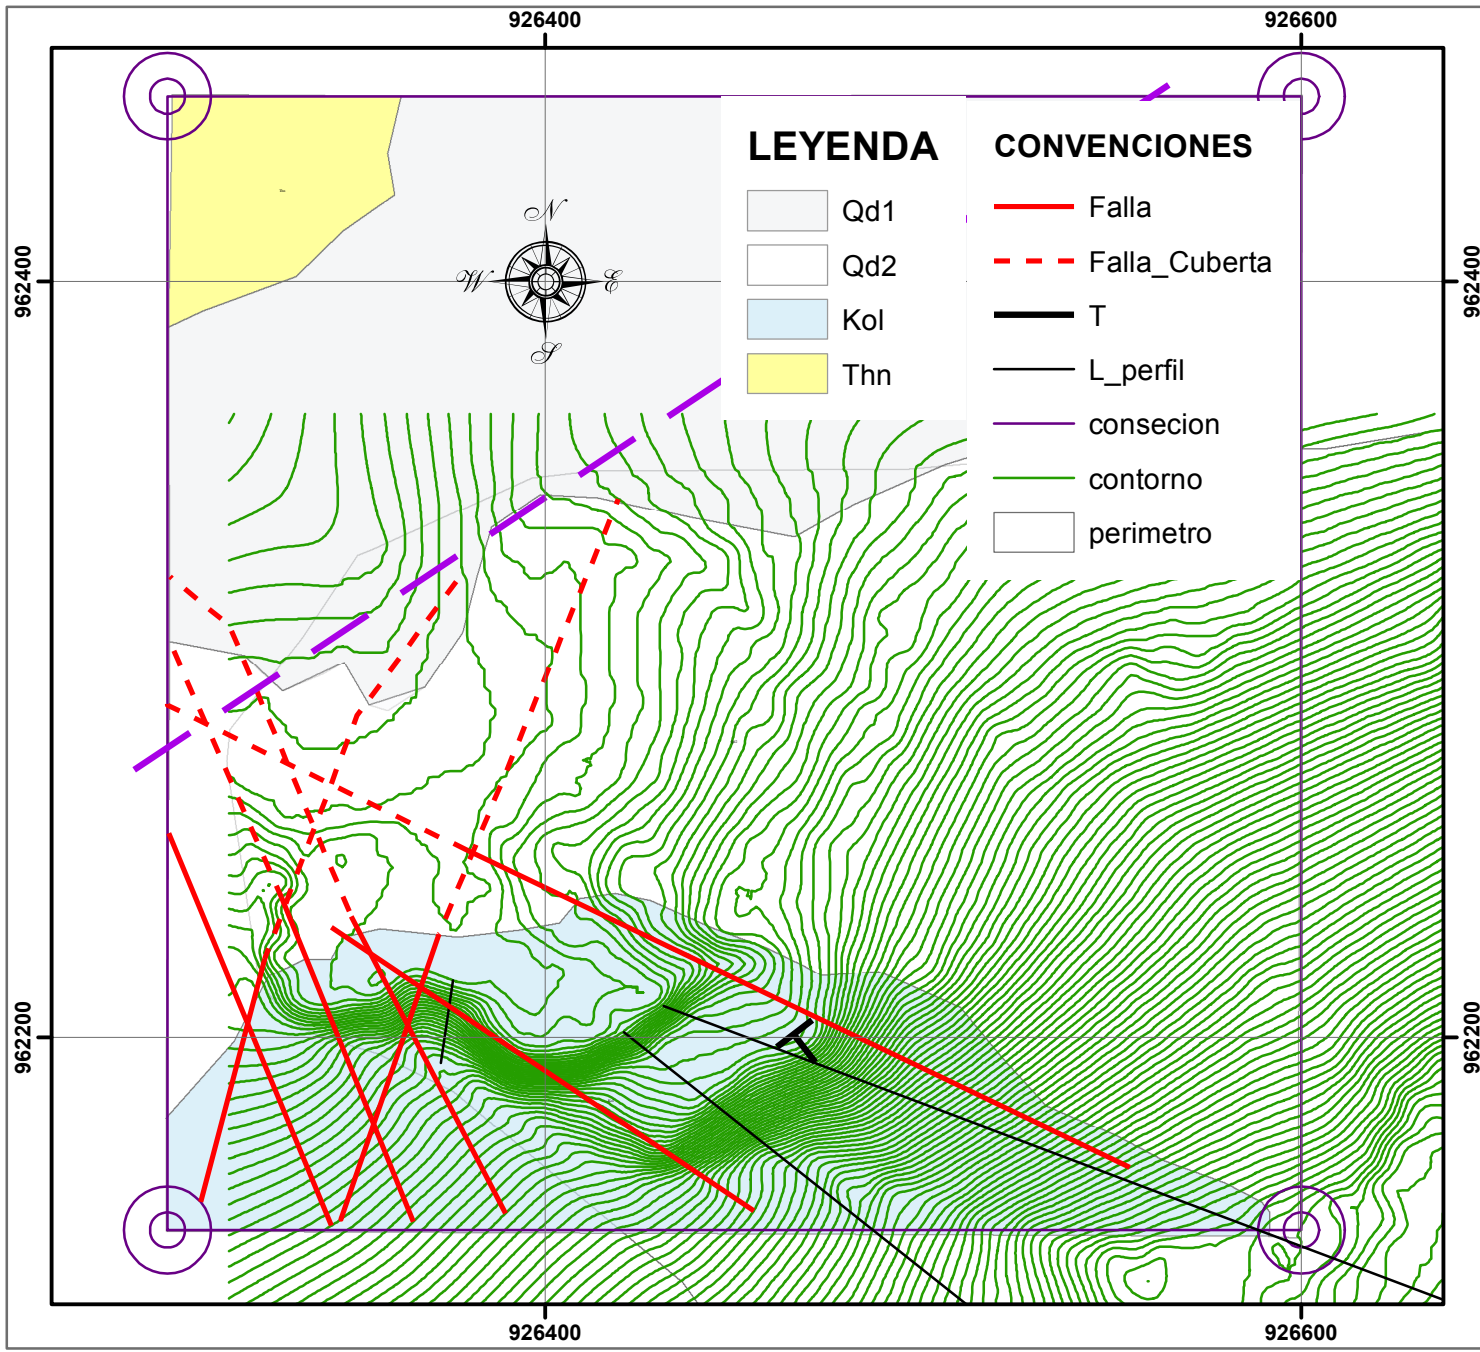 926400 926600
LEYENDA
Qd1
Qd2
Kol
Thn
CONVENCIONES
Falla
Falla_Cuberta
T
L_perfil
consecion
contorno
perimetro
N
W E
S
962400 962400
962200 962200
926400 926600